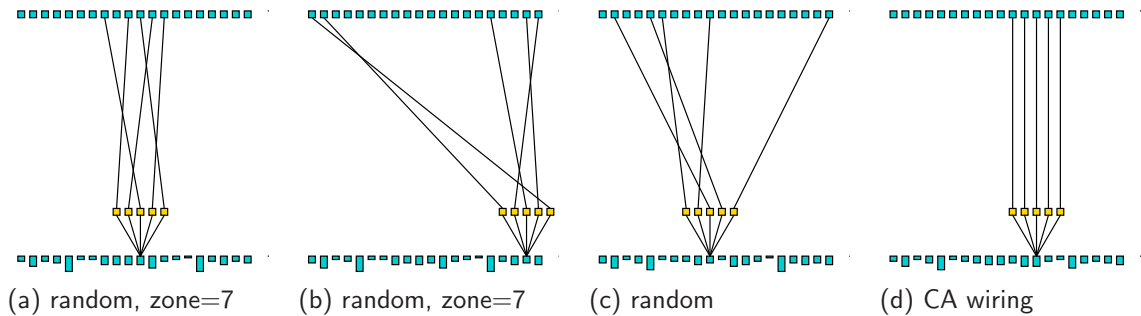 (a) random, zone=7
(b) random, zone=7
(c) random
(d) CA wiring